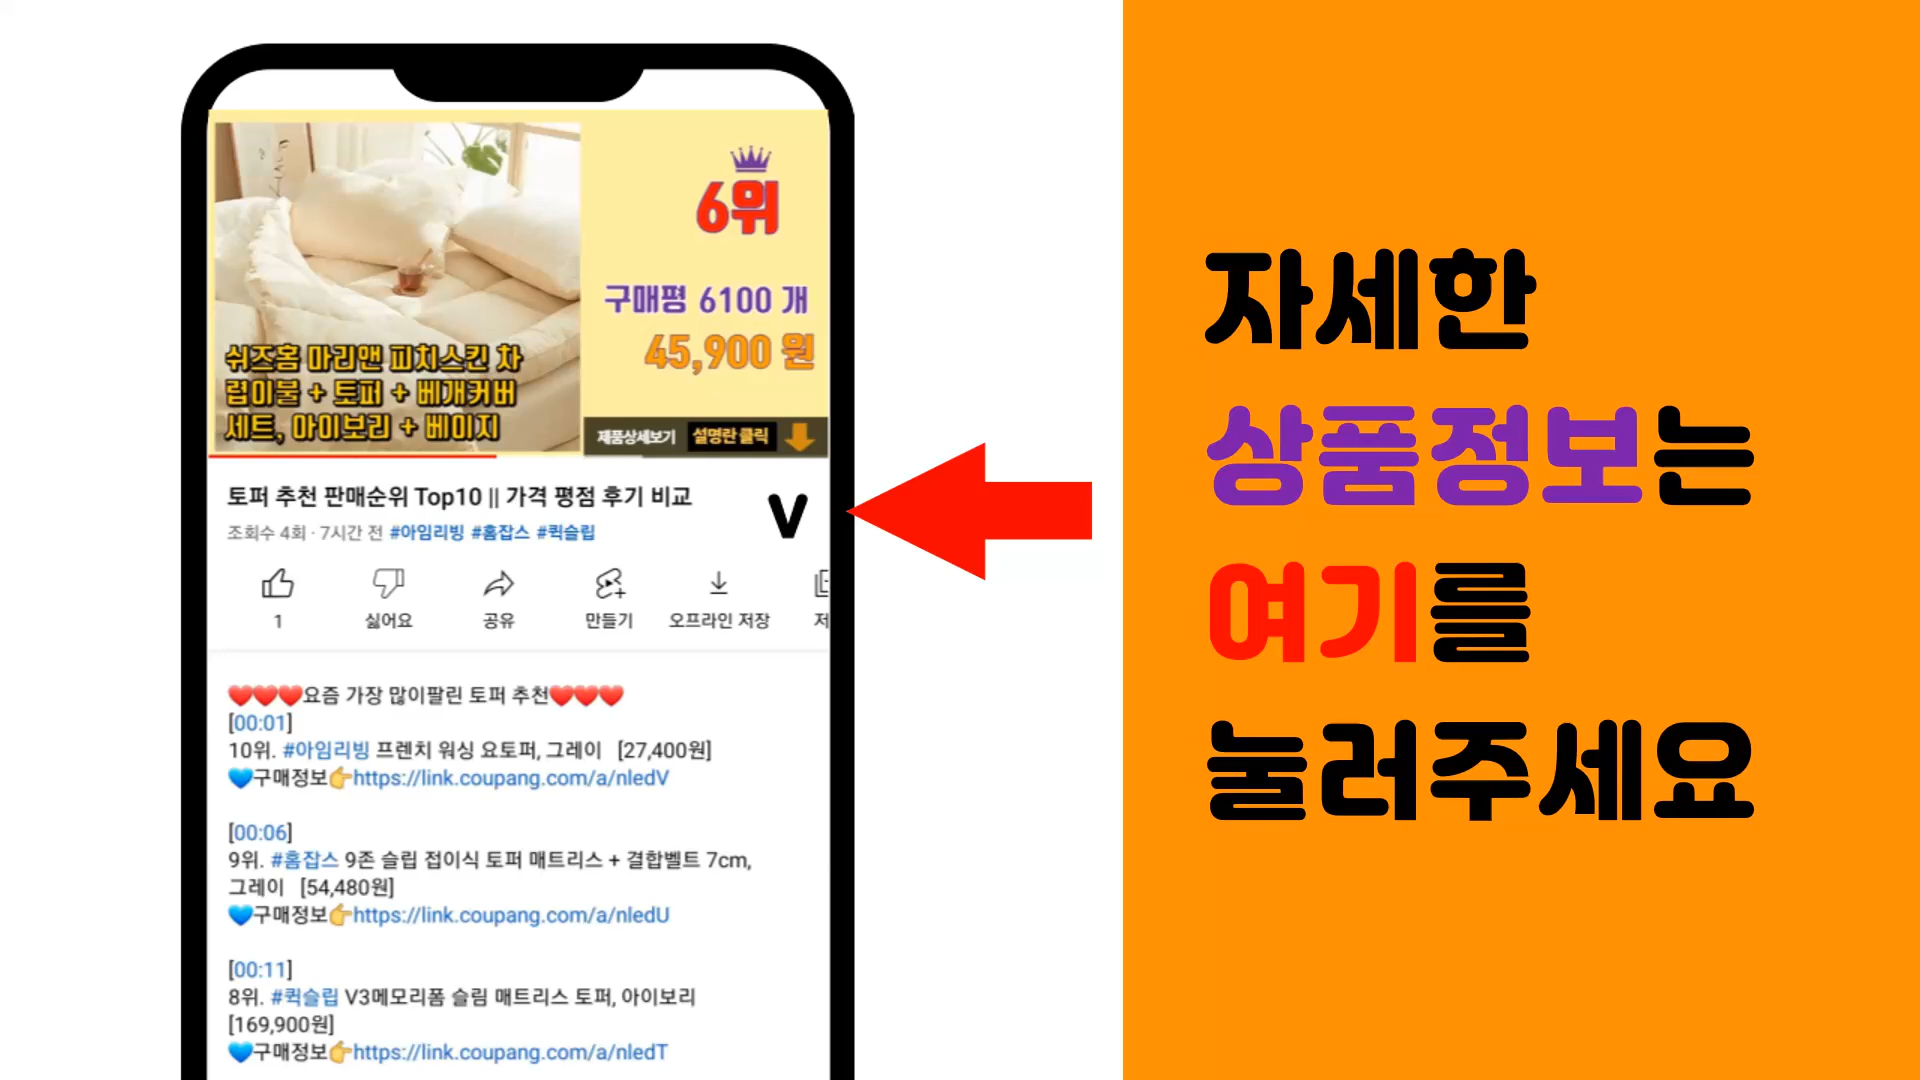 6위
구매평 6100 개
45,900 원
쉬즈홈 마리앤 피치스킨 차
렵이불 + 토퍼 + 베개커버
세트, 아이보리 + 베이지
제품상세보기 설명란 클릭
토퍼 추천 판매순위 Top10 || 가격 평점 후기 비교
V
조회수 4회 · 7시간 전 #아임리빙 #홈잡스 #퀵슬립
1 싫어요 공유 만들기 오프라인 저장 저
❤️❤️❤️요즘 가장 많이팔린 토퍼 추천❤️❤️❤️
[00:01]
10위. #아임리빙 프렌치 워싱 요토퍼, 그레이 [27,400원]
💙구매정보👉https://link.coupang.com/a/nledV
[00:06]
9위. #홈잡스 9존 슬립 접이식 토퍼 매트리스 + 결합벨트 7cm,
그레이 [54,480원]
💙구매정보👉https://link.coupang.com/a/nledU
[00:11]
8위. #퀵슬립 V3메모리폼 슬림 매트리스 토퍼, 아이보리
[169,900원]
💙구매정보👉https://link.coupang.com/a/nledT
자세한
상품정보는
여기를
눌러주세요